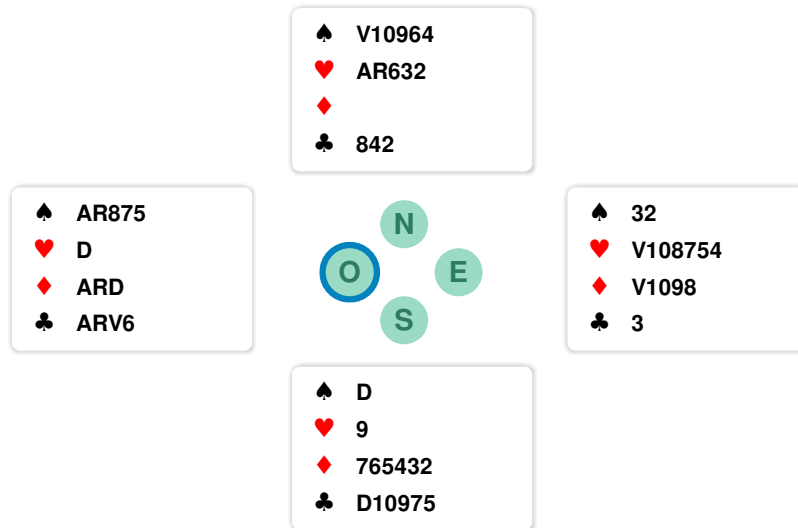 ♠ V10964
♥ AR632
♦
♣ 842
♠ AR875
♥ D
♦ ARD
♣ ARV6
N
O E
S
♠ 32
♥ V108754
♦ V1098
♣ 3
♠ D
♥ 9
♦ 765432
♣ D10975